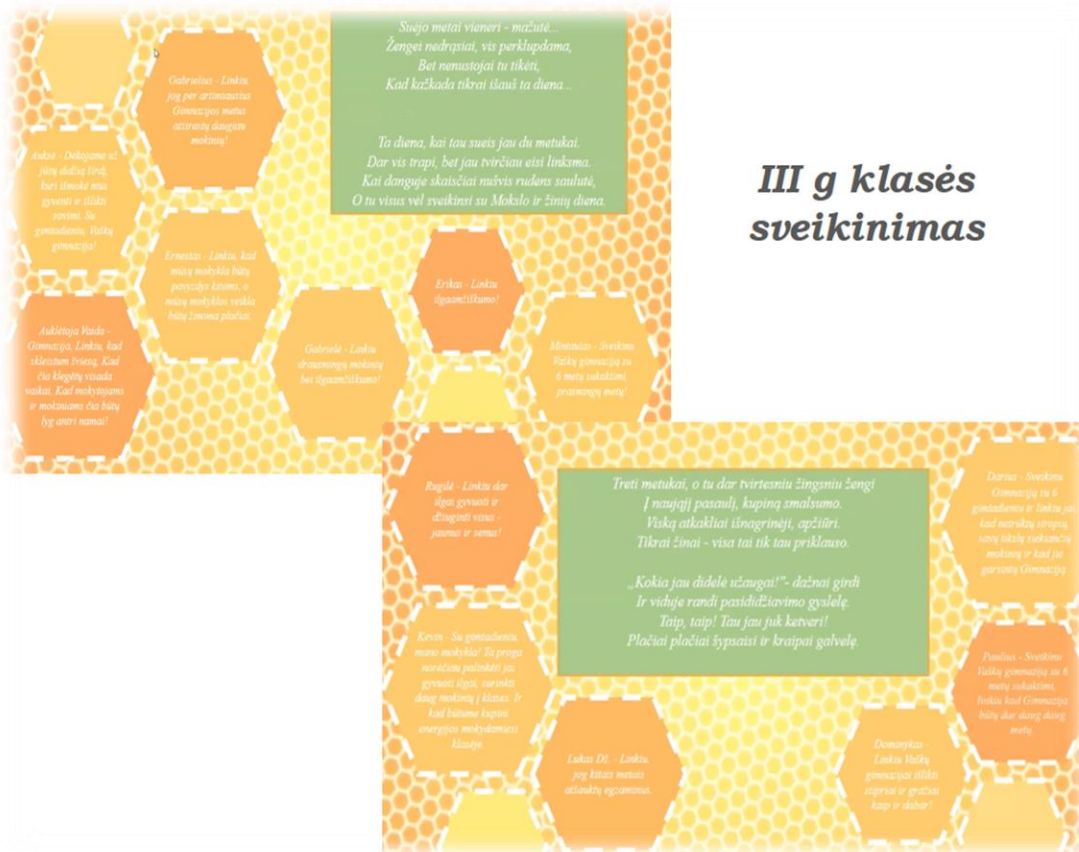 III g klasės
sveikinimas
Suėjo metai vieneri - mažutė...
Žengei nedrąsiai, vis perklupdama,
Bet nenustojai tu tikėti,
Kad kažkada tikrai išauš ta diena...
Ta diena, kai tau sueis jau du metukai.
Dar vis trapi, bet jau tvirčiau eisi linksma.
Kai danguje skaisčiai mūvis rudens saulutė,
O tu visus vėl sveikinsi su Mokslo ir žinių diena.
Gabrielius - Linkiu,
jog per artimiausius
Gimnazijos metus
atsirastų daugiau
mokinių!
Auksė - Dėkojame už
jūsų didžią širdį,
kuri išmokė mus
gyventi ir išlikti
savimi. Su
gimtadieniu, Vaškų
gimnazija!
Ernestas - Linkiu, kad
mūsų mokykla būtų
pavyzdys kitoms, o
mūsų mokyklos veikla
būtų žinoma plačiai.
Auklėtoja Vaida -
Gimnazija, Linkiu, kad
skleistum šviesą, Kad
čia klegėtų visada
vaikai. Kad mokytojams
ir mokiniams čia būtų
lyg antri namai!
Gabrielė - Linkiu
drausmingų mokinių
bei ilgaamžiškumo!
Erikas - Linkiu
ilgaamžiškumo!
Mintautas - Sveikinu
Vaškų gimnaziją su
6 metų sukaktimi,
prasmingų metų!
Rugilė - Linkiu dar
ilgai gyvuoti ir
džiuginti visus -
jaunus ir senus!
Treti metukai, o tu dar tvirtesniu žingsniu žengi
Į naująjį pasaulį, kupiną smalsumo.
Viską atkakliai išnagrinėji, apžiūri.
Tikrai žinai - visa tai tik tau priklauso.
„Kokia jau didelė užaugai!"- dažnai girdi
Ir viduje randi pasididžiavimo gyslelę.
Taip, taip! Tau jau juk ketveri!
Plačiai plačiai šypsaisi ir kraipai galvelę.
Darius - Sveikinu
Gimnaziją su 6
gimtadieniu ir linkiu jai,
kad netrūktų stropių,
savų tikslų siekiančių
mokinių ir kad jie
garsintų Gimnaziją
Kevin - Su gimtadieniu,
mano mokykla! Ta proga
norėčiau palinkėti jai
gyvuoti ilgai, surinkti
daug mokinių į klases. Ir
kad būtume kupini
energijos mokydamiesi
klasėje.
Paulius - Sveikinu
Vaškų gimnaziją su 6
metų sukaktimi,
linkiu kad Gimnazija
būtų dar daug daug
metų.
Lukas Dž. - Linkiu,
jog kitais metais
atšauktų egzaminus.
Domanykas -
Linkiu Vaškų
gimnazijai išlikti
stipriai ir gražiai
kaip ir dabar!